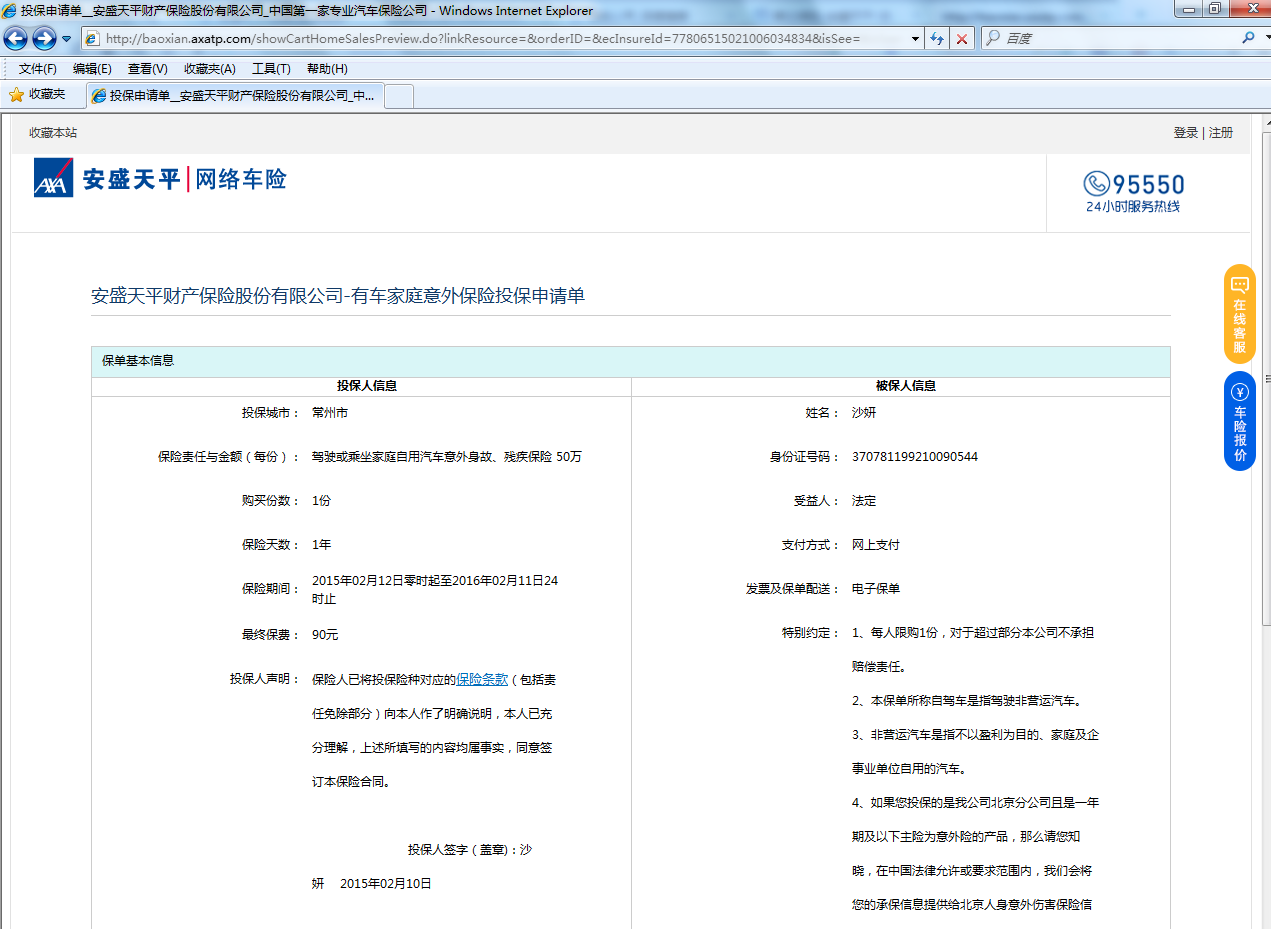 投保申请单__安盛天平财产保险股份有限公司_中国第一家专业汽车保险公司 - Windows Internet Explorer
http://baoxian.axatp.com/showCartHomeSalesPreview.do?linkResource=&orderID=&ecInsureId=77806515021006034834&isSee=
百度
文件(F) 编辑(E) 查看(V) 收藏夹(A) 工具(T) 帮助(H)
收藏夹
投保申请单__安盛天平财产保险股份有限公司_中...
收藏本站
登录 | 注册
AXA 安盛天平|网络车险
95550
24小时服务热线
安盛天平财产保险股份有限公司-有车家庭意外保险投保申请单
在线客服
车险报价
保单基本信息
投保人信息
投保城市： 常州市
保险责任与金额（每份）： 驾驶或乘坐家庭自用汽车意外身故、残疾保险 50万
购买份数： 1份
保险天数： 1年
保险期间： 2015年02月12日零时起至2016年02月11日24
时止
最终保费： 90元
投保人声明： 保险人已将投保险种对应的保险条款（包括责
任免除部分）向本人作了明确说明，本人已充
分理解，上述所填写的内容均属事实，同意签
订本保险合同。
投保人签字（盖章）：沙
妍 2015年02月10日
被保人信息
姓名： 沙妍
身份证号码： 370781199210090544
受益人： 法定
支付方式： 网上支付
发票及保单配送： 电子保单
特别约定： 1、每人限购1份，对于超过部分本公司不承担
赔偿责任。
2、本保单所称自驾车是指驾驶非营运汽车。
3、非营运汽车是指不以盈利为目的、家庭及企
事业单位自用的汽车。
4、如果您投保的是我公司北京分公司且是一年
期及以下主险为意外险的产品，那么请您知
晓，在中国法律允许或要求范围内，我们会将
您的承保信息提供给北京人身意外伤害保险信